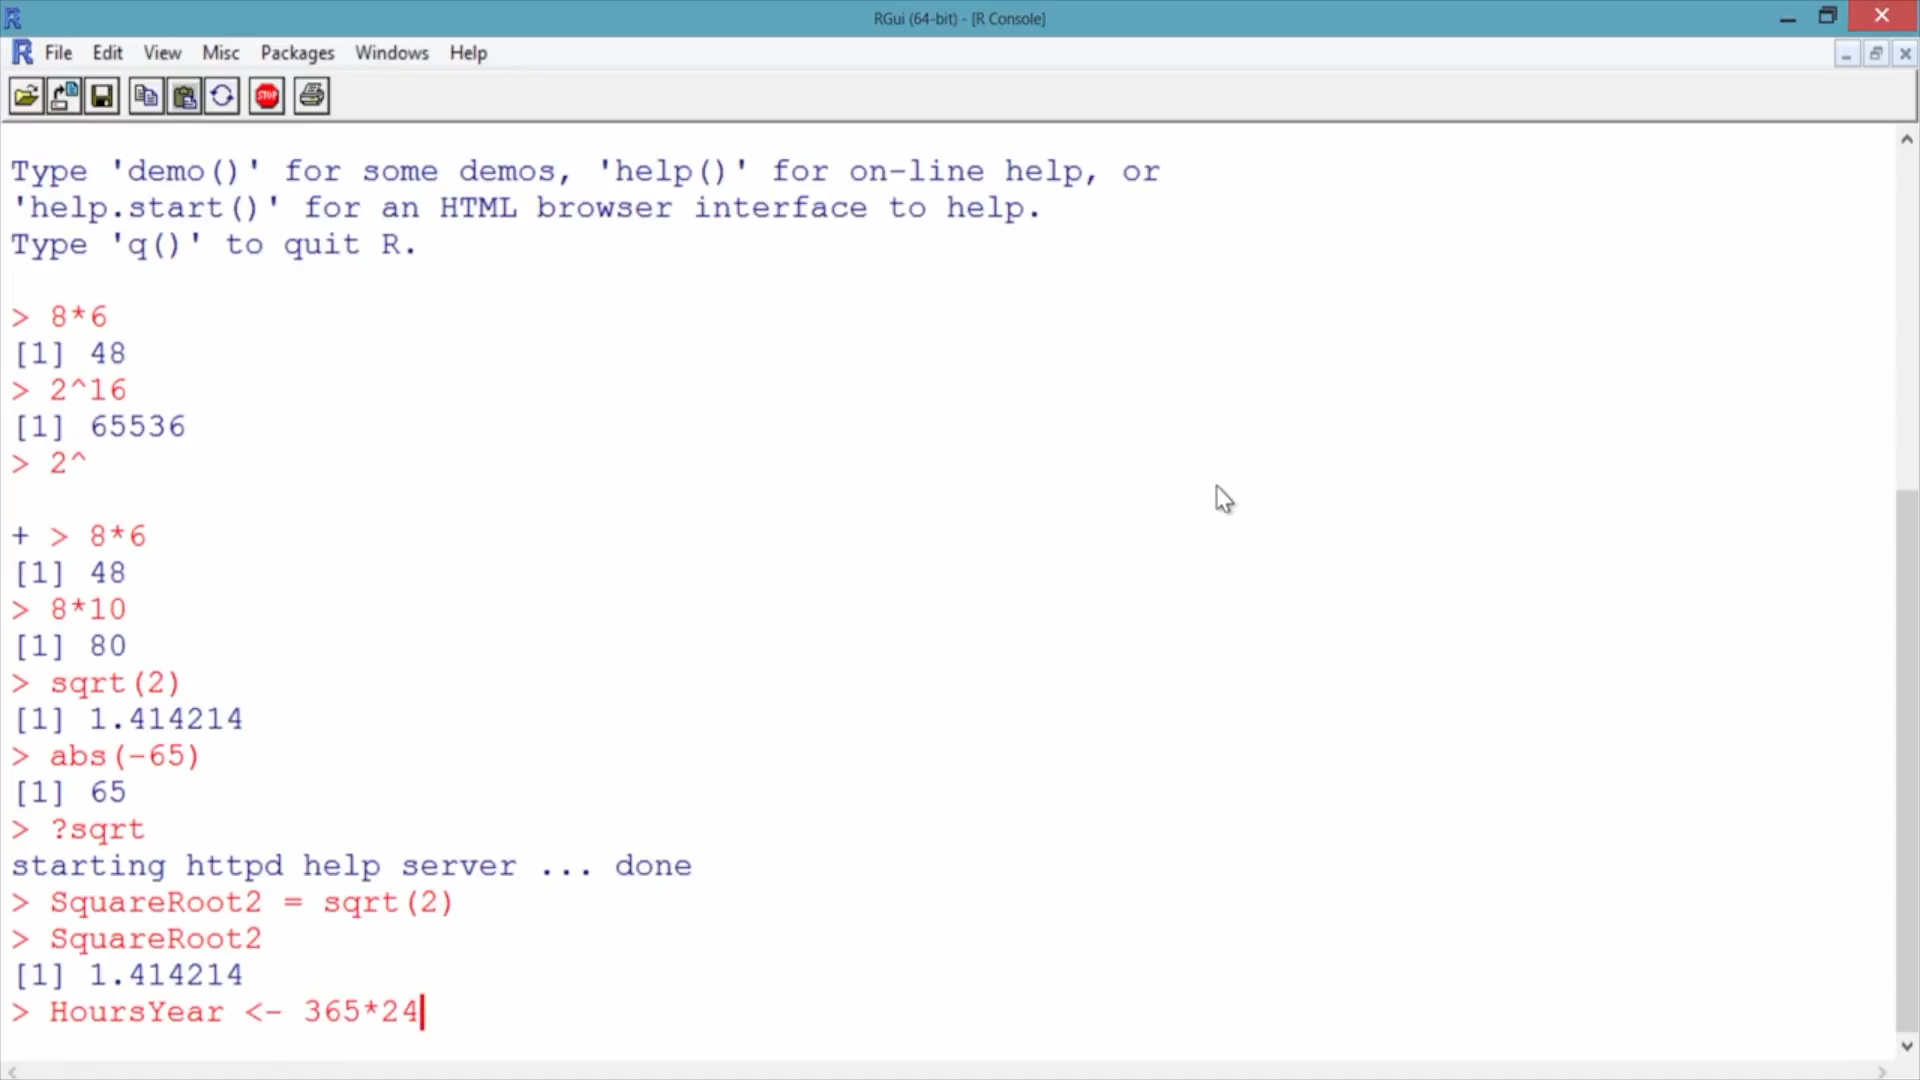 RGui (64-bit) - [R Console]
File Edit View Misc Packages Windows Help
STOP
Type 'demo()' for some demos, 'help()' for on-line help, or
'help.start()' for an HTML browser interface to help.
Type 'q()' to quit R.
> 8*6
[1] 48
> 2^16
[1] 65536
> 2^
+ > 8*6
[1] 48
> 8*10
[1] 80
> sqrt(2)
[1] 1.414214
> abs(-65)
[1] 65
> ?sqrt
starting httpd help server ... done
> SquareRoot2 = sqrt(2)
> SquareRoot2
[1] 1.414214
> HoursYear <- 365*24